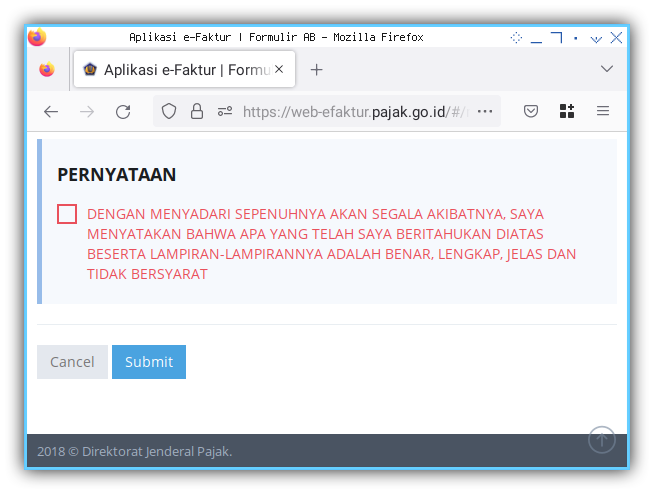 Aplikasi e-Faktur | Formulir AB - Mozilla Firefox
Aplikasi e-Faktur | Formu
https://web-efaktur.pajak.go.id/#/
PERNYATAAN
DENGAN MENYADARI SEPENUHNYA AKAN SEGALA AKIBATNYA, SAYA
MENYATAKAN BAHWA APA YANG TELAH SAYA BERITAHUKAN DIATAS
BESERTA LAMPIRAN-LAMPIRANNYA ADALAH BENAR, LENGKAP, JELAS DAN
TIDAK BERSYARAT
Cancel Submit
2018 © Direktorat Jenderal Pajak.